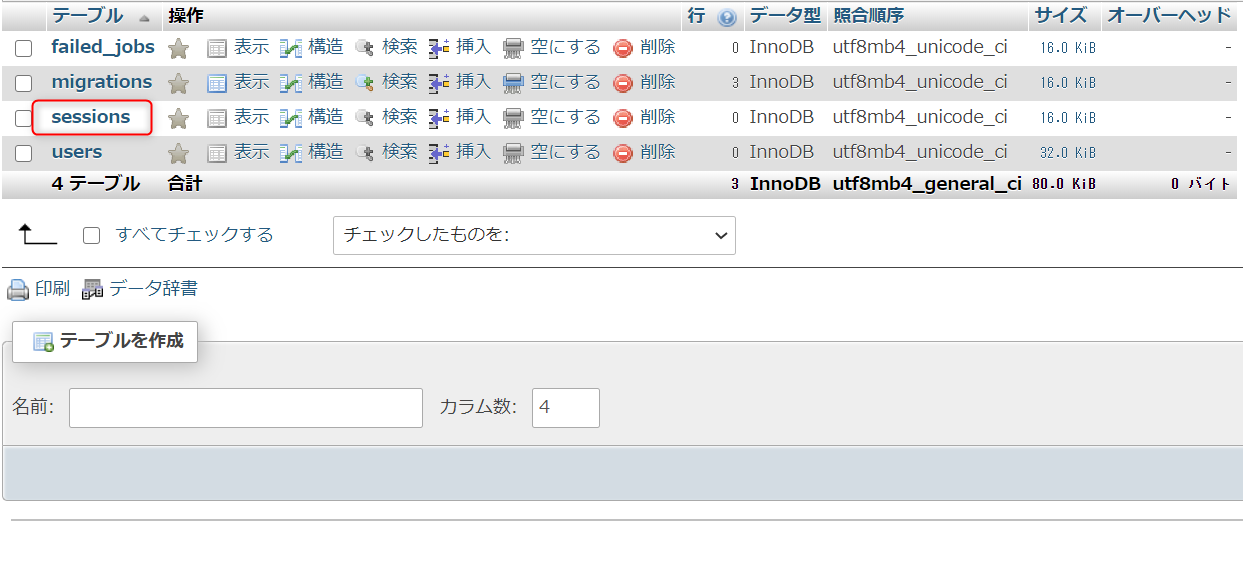 テーブル 操作 行 データ型 照合順序 サイズ オーバーヘッド
failed_jobs 表示 構造 検索 挿入 空にする 削除 0 InnoDB utf8mb4_unicode_ci 16.0 KiB -
migrations 表示 構造 検索 挿入 空にする 削除 3 InnoDB utf8mb4_unicode_ci 16.0 KiB -
sessions 表示 構造 検索 挿入 空にする 削除 0 InnoDB utf8mb4_unicode_ci 16.0 KiB -
users 表示 構造 検索 挿入 空にする 削除 0 InnoDB utf8mb4_unicode_ci 32.0 KiB -
4 テーブル 合計 3 InnoDB utf8mb4_general_ci 80.0 KiB 0 バイト
すべてチェックする チェックしたものを:
印刷 データ辞書
テーブルを作成
名前: カラム数: 4